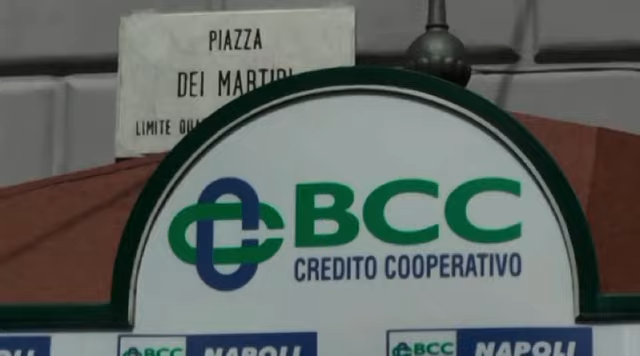 PIAZZA
DEI MARTIRI
LIMITE
BCC
CREDITO COOPERATIVO
BCC NAPOLI
BCC NAPOLI